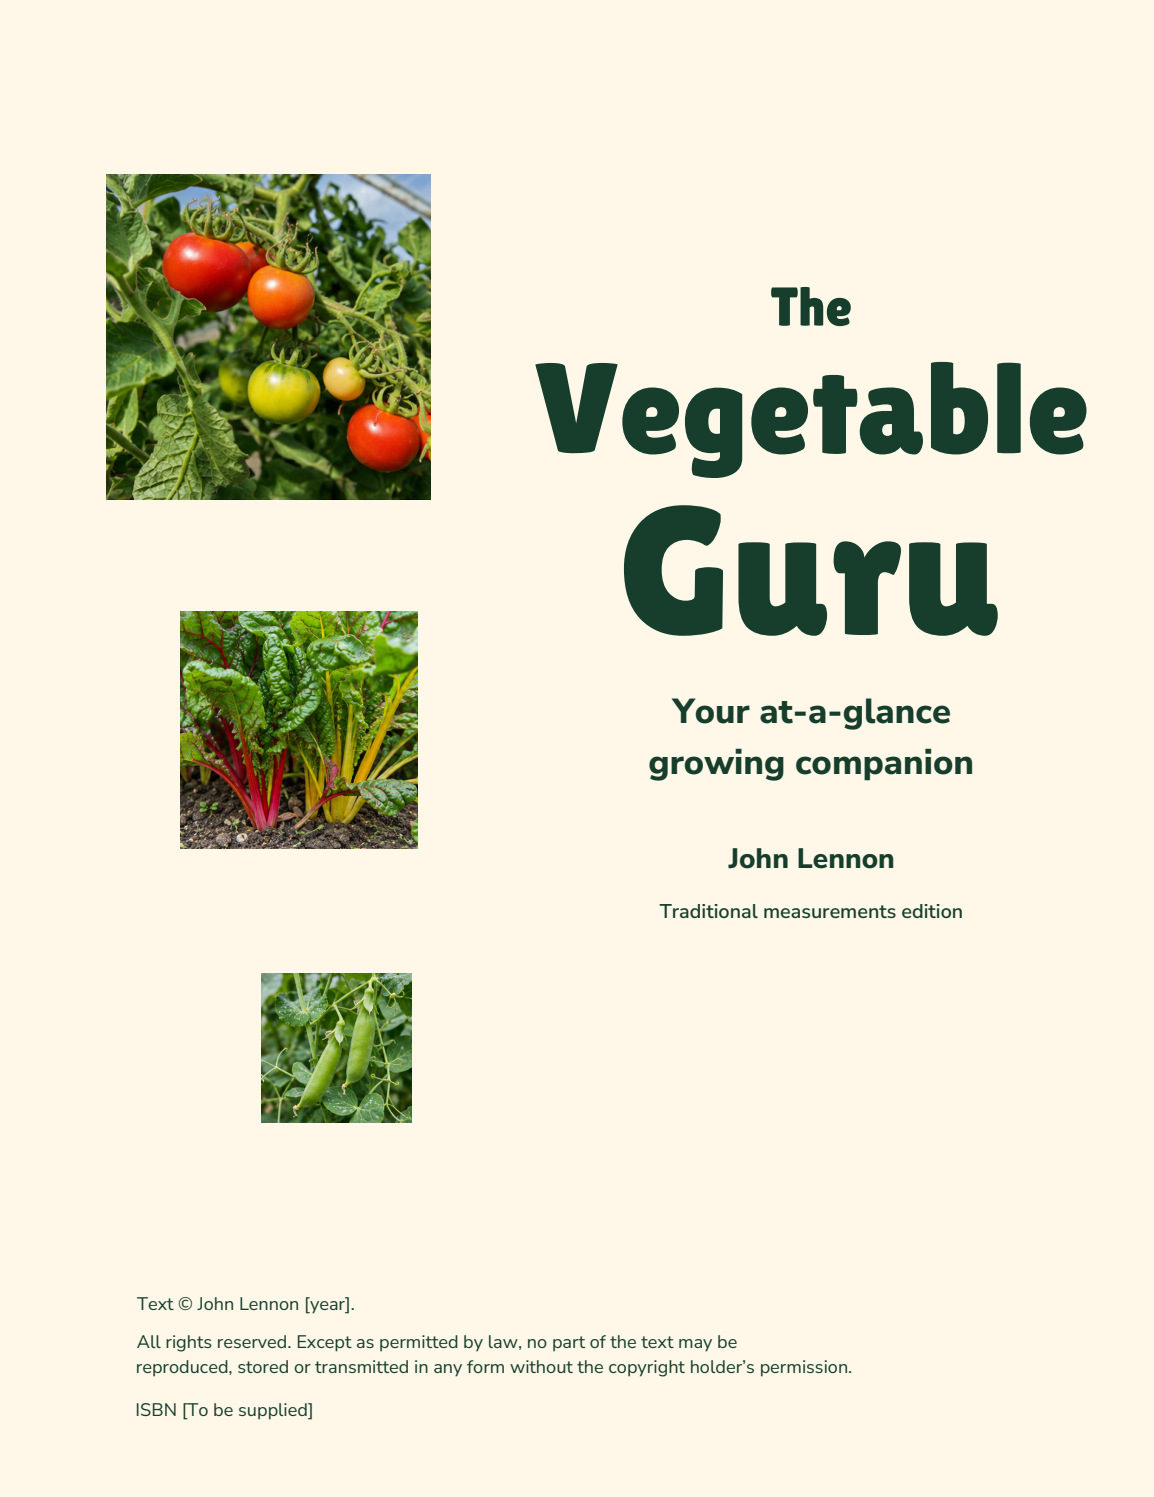 The
Vegetable
Guru
Your at-a-glance
growing companion
John Lennon
Traditional measurements edition
Text © John Lennon [year].
All rights reserved. Except as permitted by law, no part of the text may be
reproduced, stored or transmitted in any form without the copyright holder’s permission.
ISBN [To be supplied]